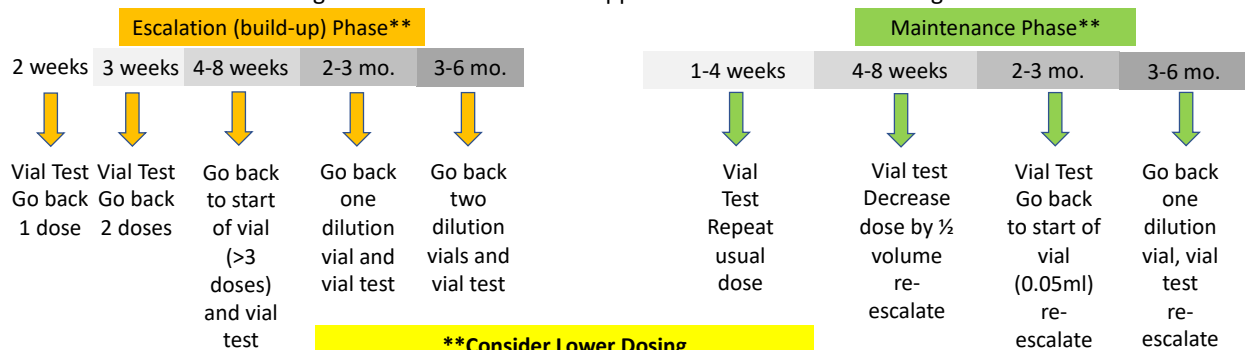 Escalation (build-up) Phase**
2 weeks
3 weeks
4-8 weeks
2-3 mo.
3-6 mo.
Vial Test
Go back
1 dose
Vial Test
Go back
2 doses
Go back
to start
of vial
(>3
doses)
and vial
test
Go back
one
dilution
vial and
vial test
Go back
two
dilution
vials and
vial test
Maintenance Phase**
1-4 weeks
4-8 weeks
2-3 mo.
3-6 mo.
Vial
Test
Repeat
usual
dose
Vial test
Decrease
dose by ½
volume
re-
escalate
Vial Test
Go back
to start of
vial
(0.05ml)
re-
escalate
Go back
one
dilution
vial, vial
test
re-
escalate
**Consider Lower Dosing